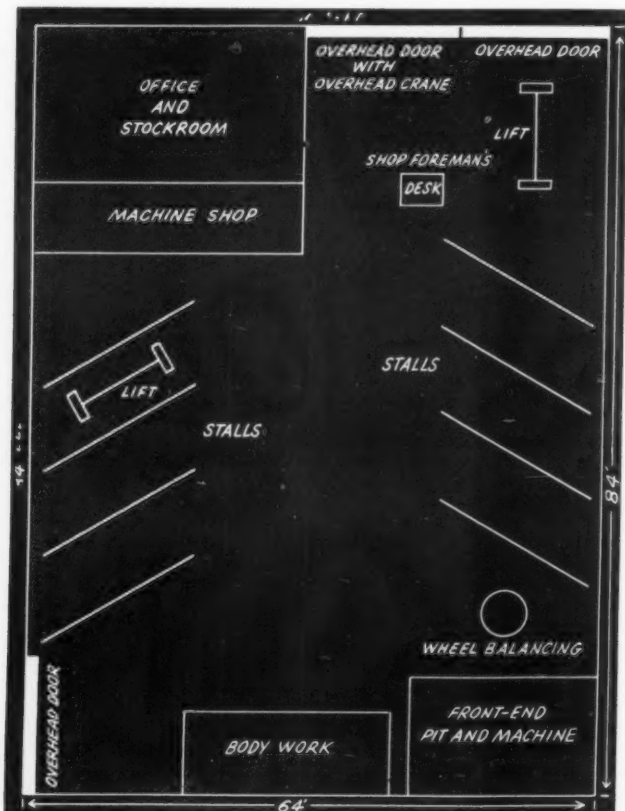 OVERHEAD DOOR
WITH
OVERHEAD CRANE
OVERHEAD DOOR
OFFICE
AND
STOCKROOM
LIFT
SHOP FOREMAN'S
DESK
MACHINE SHOP
STALLS
LIFT
STALLS
84'
WHEEL BALANCING
OVERHEAD DOOR
FRONT-END
PIT AND MACHINE
BODY WORK
64'